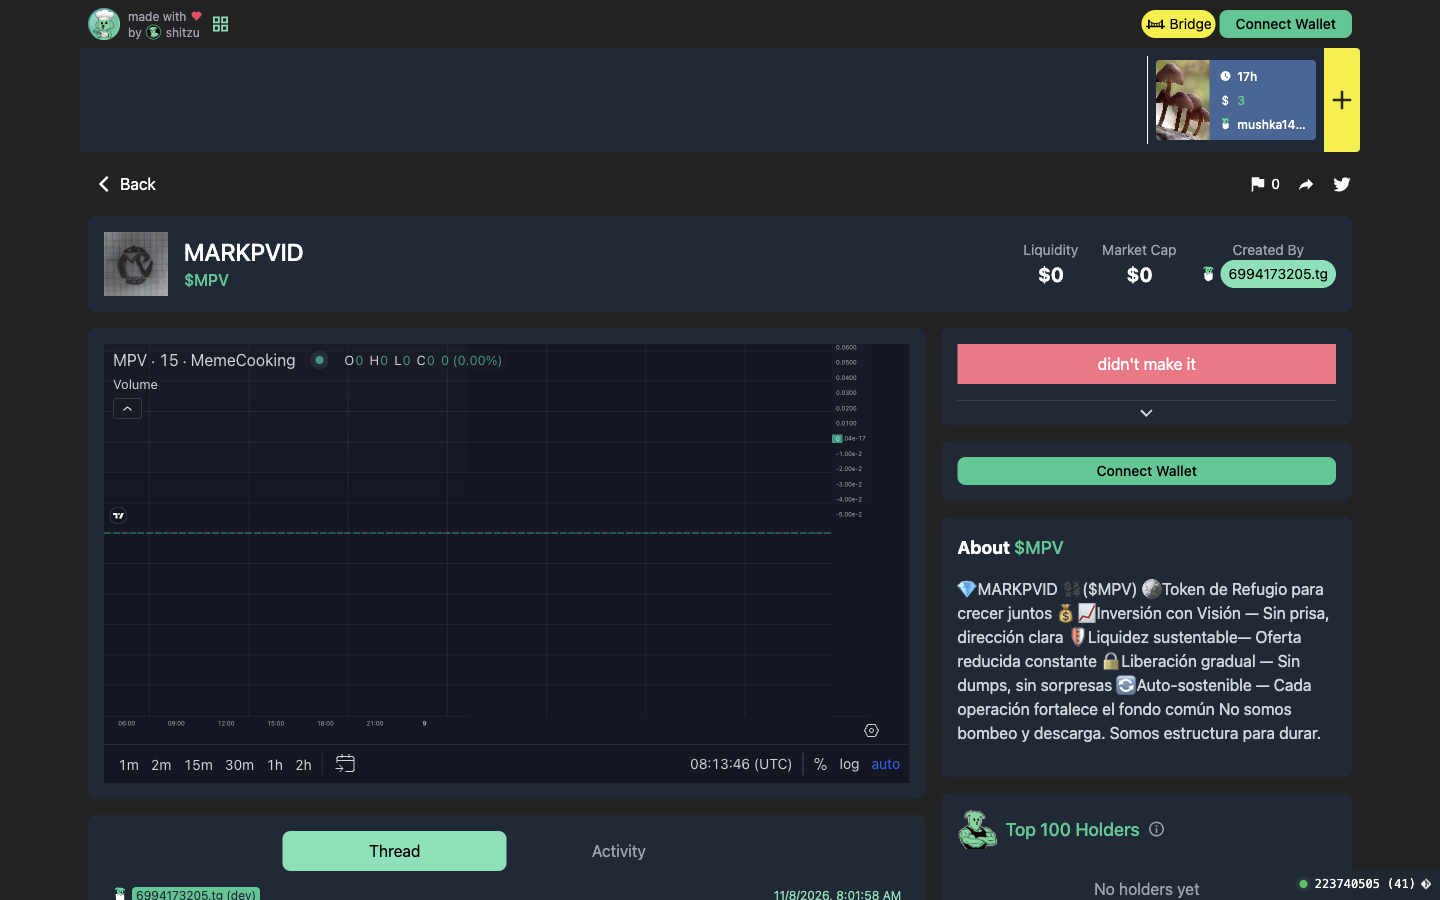 made with
by shitzu
Bridge
Connect Wallet
17h
$ 3
mushka14...
Back
0
MARKPVID
$MPV
Liquidity
$0
Market Cap
$0
Created By
6994173205.tg
MPV · 15 · MemeCooking
O0 H0 L0 C0 0 (0.00%)
Volume
0.0600
0.0500
0.0400
0.0300
0.0200
0.0100
0
.04e-17
-1.00e-2
-2.00e-2
-3.00e-2
-4.00e-2
-5.00e-2
06:00 09:00 12:00 15:00 18:00 21:00 9
1m 2m 15m 30m 1h 2h
08:13:46 (UTC) % log auto
didn't make it
Connect Wallet
About $MPV
MARKPVID ($MPV) Token de Refugio para
crecer juntos Inversión con Visión — Sin prisa,
dirección clara Liquidez sustentable— Oferta
reducida constante Liberación gradual — Sin
dumps, sin sorpresas Auto-sostenible — Cada
operación fortalece el fondo común No somos
bombeo y descarga. Somos estructura para durar.
Thread
Activity
6994173205.tg (dev)
11/8/2026, 8:01:58 AM
Top 100 Holders
No holders yet
223740505 (41)